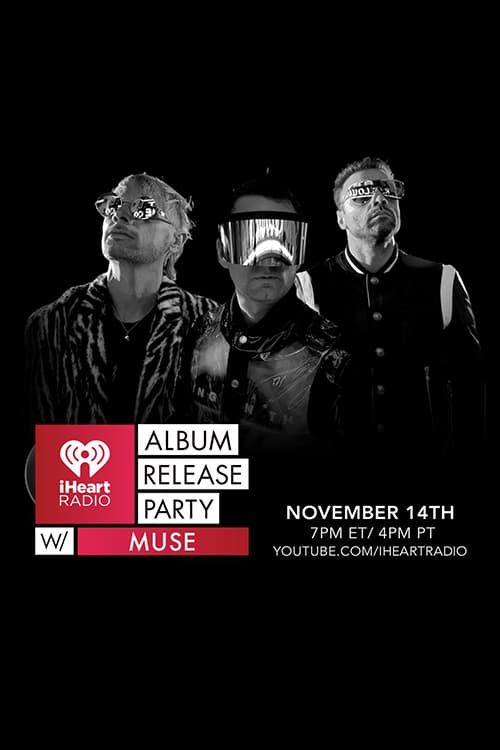 iHeart
RADIO
ALBUM
RELEASE
PARTY
W/ MUSE
NOVEMBER 14TH
7PM ET/ 4PM PT
YOUTUBE.COM/IHEARTRADIO